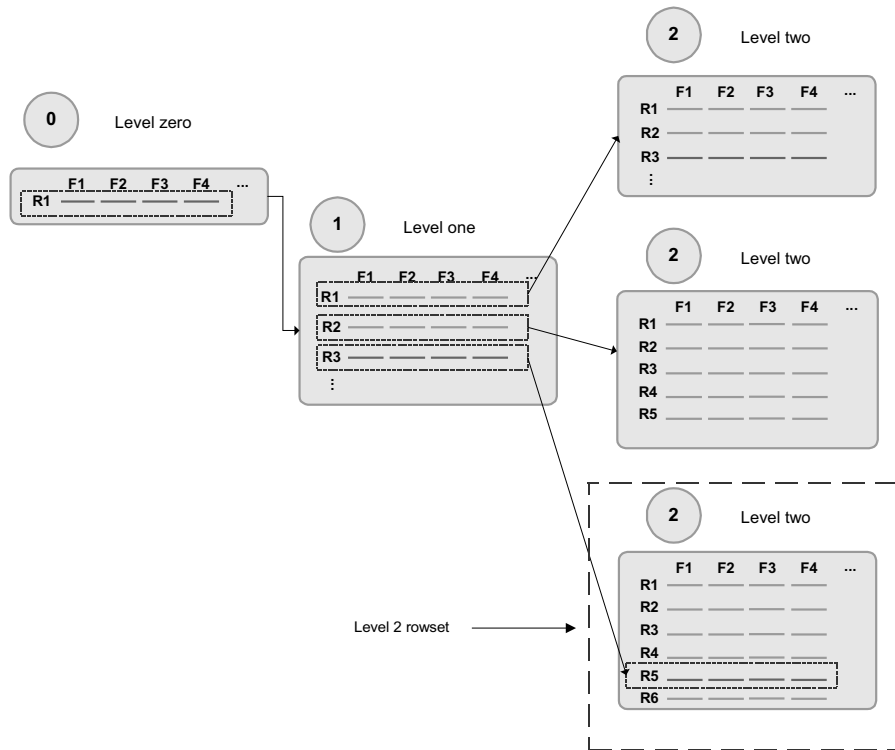 0
Level zero
F1 F2 F3 F4 ...
R1
1
Level one
F1 F2 F3 F4 ...
R1
R2
R3
⋮
2
Level two
F1 F2 F3 F4 ...
R1
R2
R3
⋮
2
Level two
F1 F2 F3 F4 ...
R1
R2
R3
R4
R5
Level 2 rowset
2
Level two
F1 F2 F3 F4 ...
R1
R2
R3
R4
R5
R6